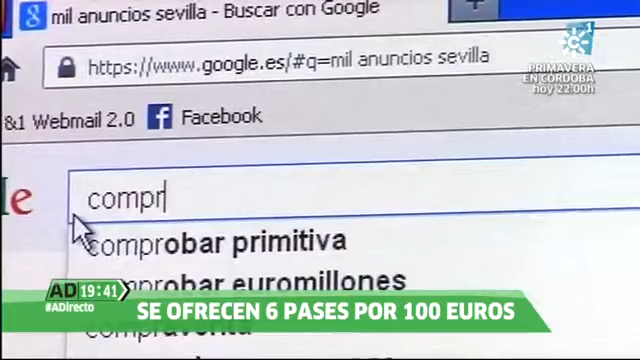 mil anuncios sevilla - Buscar con Google
https://www.google.es/#q=mil anuncios sevilla
PRIMAVERA
EN CÓRDOBA
hoy 22:00h
&1 Webmail 2.0
Facebook
le
compr
comprobar primitiva
comprobar euromillones
AD 19:41
#ADirecto
SE OFRECEN 6 PASES POR 100 EUROS